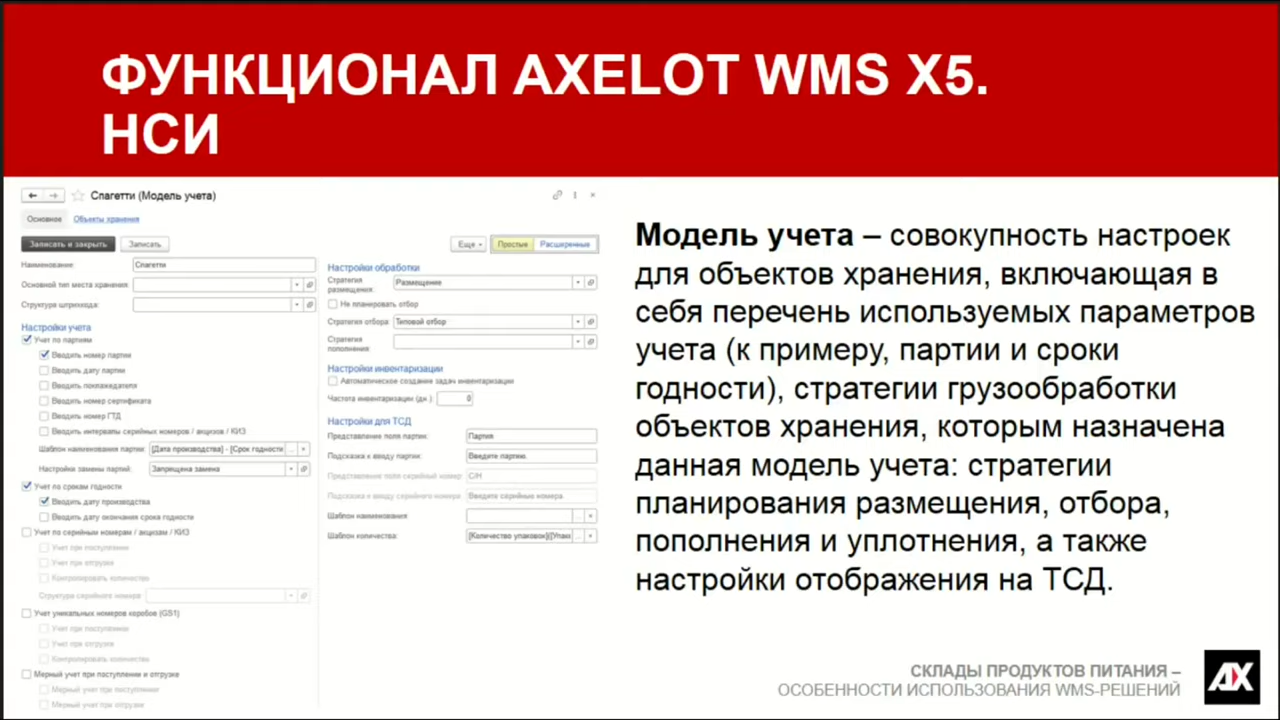 ФУНКЦИОНАЛ AXELOT WMS X5.
НСИ
Спагетти (Модель учета)
Основное Объекты хранения
Записать и закрыть Записать Еще Простые Расширенные
Наименование: Спагетти
Основной тип места хранения:
Структура штрихкода:
Настройки учета
Учет по партиям
Вводить номер партии
Вводить дату партии
Вводить поклажедателя
Вводить номер сертификата
Вводить номер ГТД
Вводить интервалы серийных номеров / акцизов / КИЗ
Шаблон наименования партии: [Дата производства] - [Срок годности ...
Настройки замены партий: Запрещена замена
Учет по срокам годности
Вводить дату производства
Вводить дату окончания срока годности
Учет по серийным номерам / акцизам / КИЗ
Учет при поступлении
Учет при отгрузке
Контролировать количество
Структура серийного номера
Учет уникальных номеров коробов (GS1)
Учет при поступлении
Учет при отгрузке
Контролировать количество
Мерный учет при поступлении и отгрузке
Мерный учет при поступлении
Мерный учет при отгрузке
Настройки обработки
Стратегия
размещения: Размещение
Не планировать отбор
Стратегия отбора: Типовой отбор
Стратегия
пополнения:
Настройки инвентаризации
Автоматическое создание задач инвентаризации
Частота инвентаризации (дн.): 0
Настройки для ТСД
Представление поля партии: Партия
Подсказка к вводу партии: Введите партию
Представление поля серийный номер: С/Н
Подсказка к вводу серийного номера: Введите серийные номера
Шаблон наименования:
Шаблон количества: [Количество упаковок]([Упак ...
Модель учета – совокупность настроек
для объектов хранения, включающая в
себя перечень используемых параметров
учета (к примеру, партии и сроки
годности), стратегии грузообработки
объектов хранения, которым назначена
данная модель учета: стратегии
планирования размещения, отбора,
пополнения и уплотнения, а также
настройки отображения на ТСД.
СКЛАДЫ ПРОДУКТОВ ПИТАНИЯ –
ОСОБЕННОСТИ ИСПОЛЬЗОВАНИЯ WMS-РЕШЕНИЙ
AX